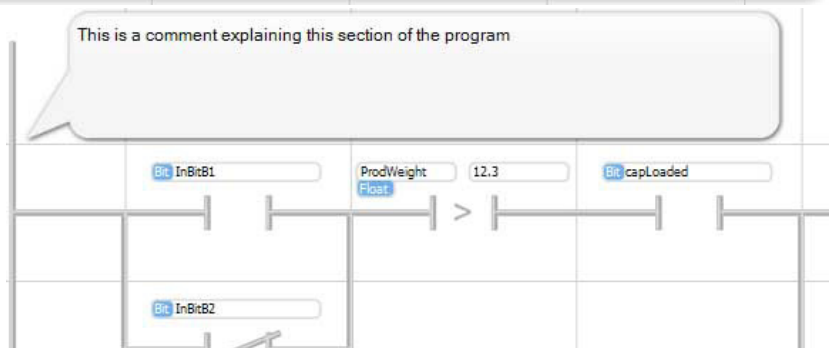 This is a comment explaining this section of the program
Bit InBitB1
ProdWeight 12.3
Float
>
Bit capLoaded
Bit InBitB2